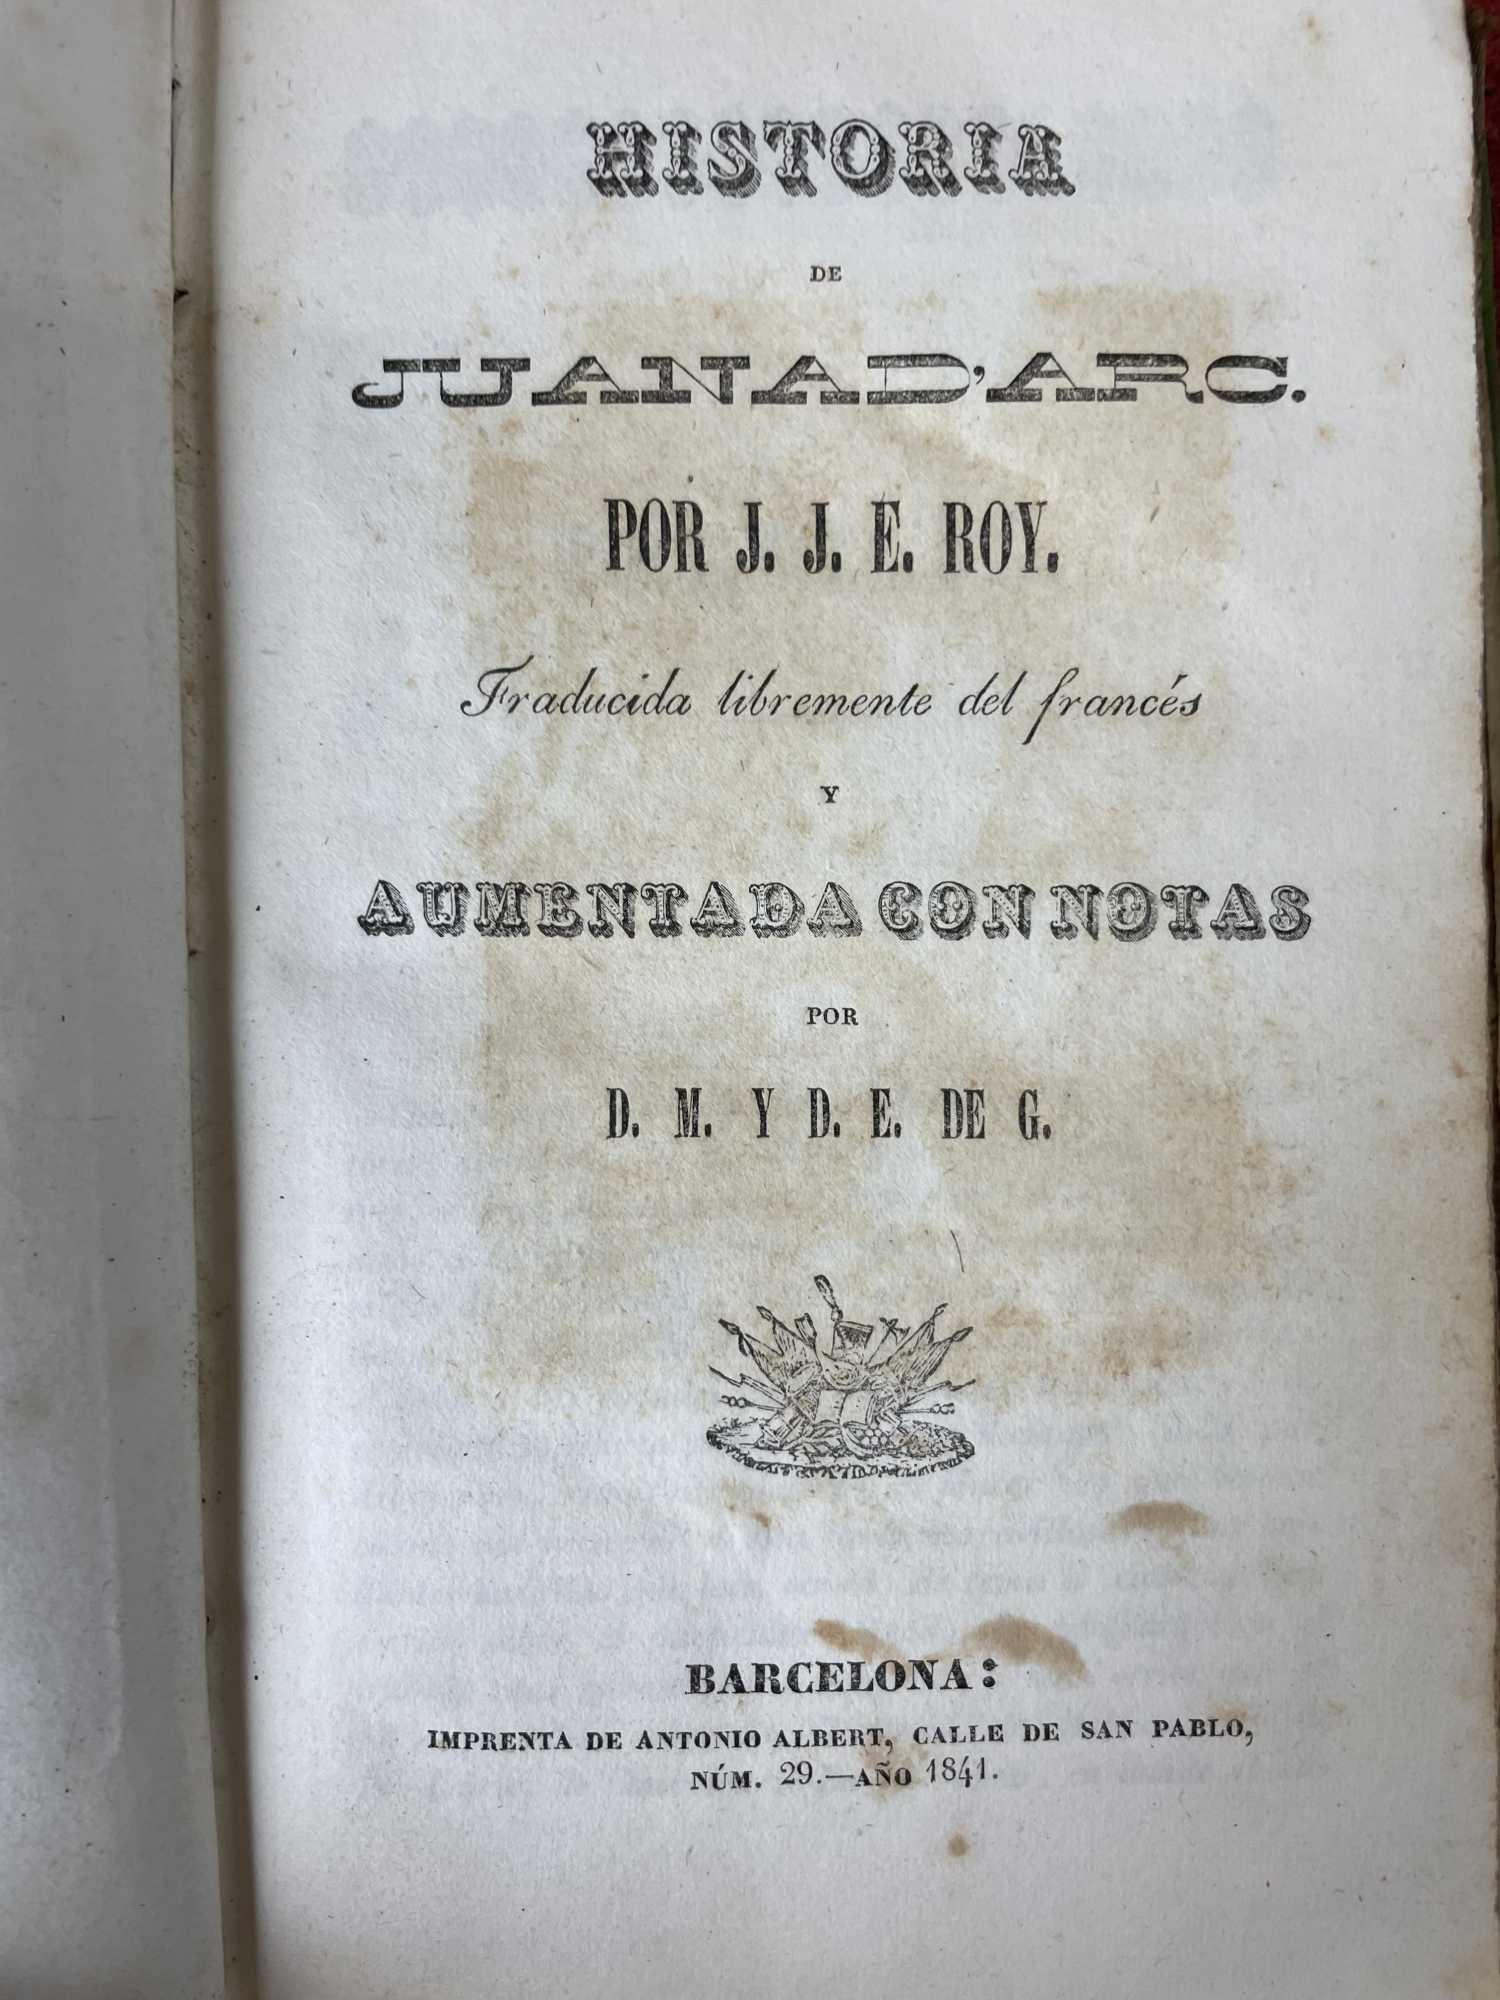 HISTORIA
DE
JUANA D'ARC.
POR J. J. E. ROY.
Traducida libremente del francés
Y
AUMENTADA CON NOTAS
POR
D. M. Y D. E. DE G.
BARCELONA:
IMPRENTA DE ANTONIO ALBERT, CALLE DE SAN PABLO,
NÚM. 29.—AÑO 1841.